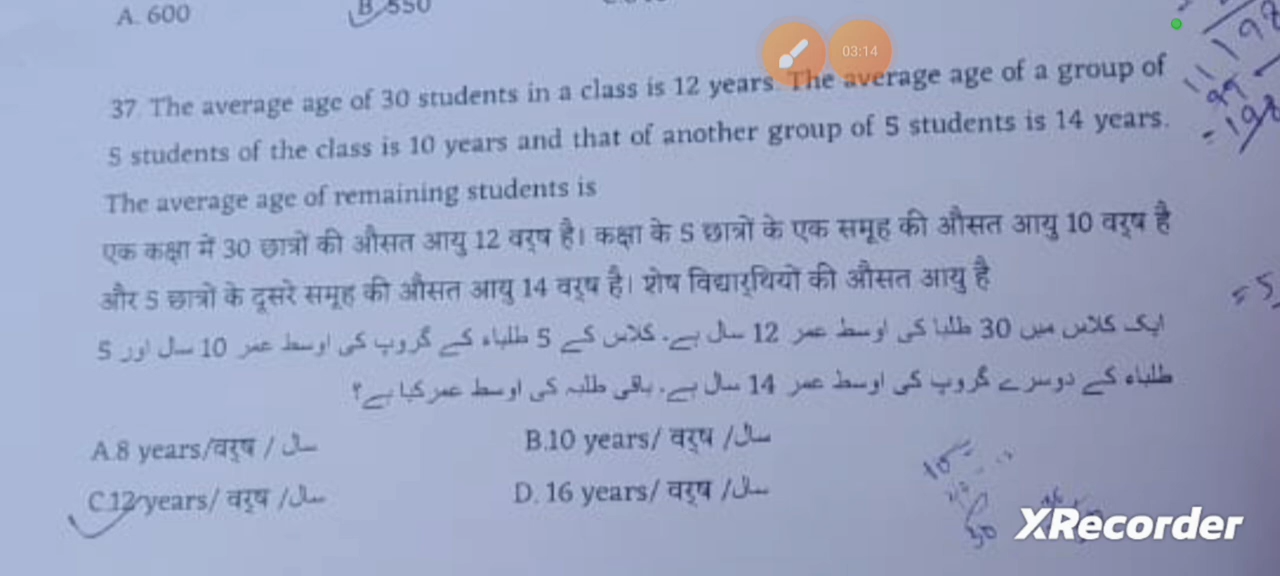 A. 600
B. 550
03:14
37. The average age of 30 students in a class is 12 years. The average age of a group of
5 students of the class is 10 years and that of another group of 5 students is 14 years.
The average age of remaining students is
एक कक्षा में 30 छात्रों की औसत आयु 12 वर्ष है। कक्षा के 5 छात्रों के एक समूह की औसत आयु 10 वर्ष है
और 5 छात्रों के दूसरे समूह की औसत आयु 14 वर्ष है। शेष विद्यार्थियों की औसत आयु है
ایک کلاس میں 30 طلبا کی اوسط عمر 12 سال ہے۔ کلاس کے 5 طلباء کے گروپ کی اوسط عمر 10 سال اور 5
طلباء کے دوسرے گروپ کی اوسط عمر 14 سال ہے۔ باقی طلبہ کی اوسط عمر کیا ہے؟
A.8 years/वर्ष / سال
B.10 years/ वर्ष /سال
C.12 years/ वर्ष /سال
D. 16 years/ वर्ष /سال
XRecorder